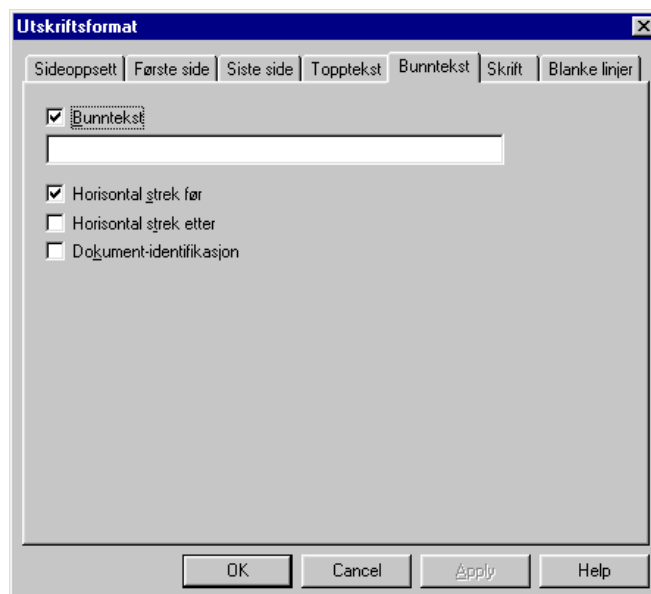 Utskriftsformat
Sideoppsett Første side Siste side Topptekst Bunntekst Skrift Blanke linjer
Bunntekst
Horisontal strek før
Horisontal strek etter
Dokument-identifikasjon
OK Cancel Apply Help